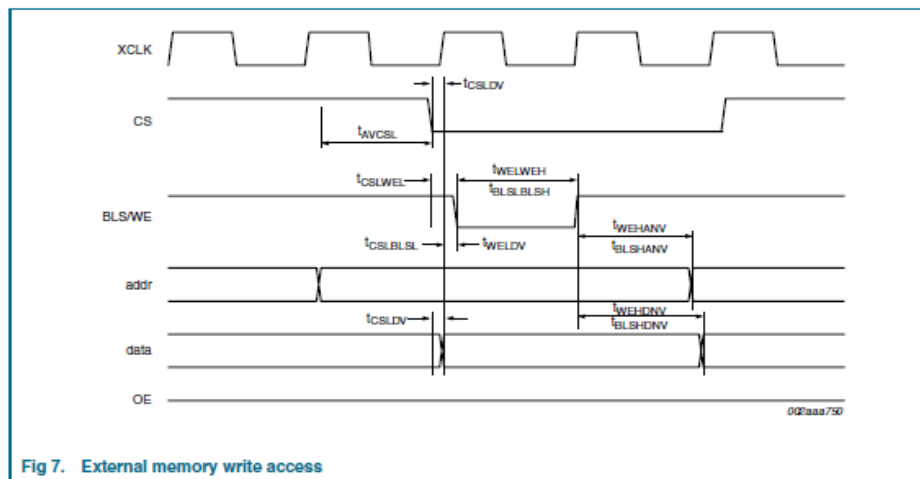 XCLK
tCSLDV
CS
tAVCSL
tCSLWEL
tWELWEH
tBLSLBLSH
BLS/WE
tWEHANV
tCSLBLSL
tWELDV
tBLSHANV
addr
tWEHDNV
tCSLDV
tBLSHDNV
data
OE
002aaa750
Fig 7. External memory write access